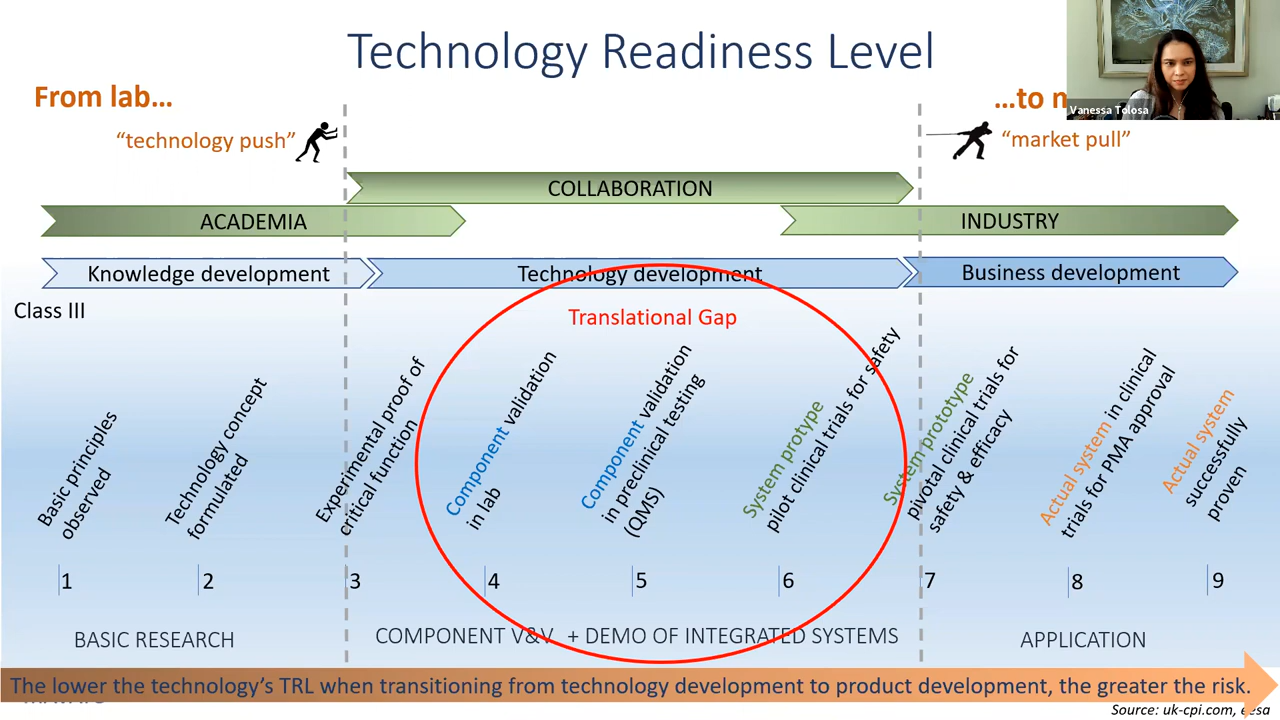 Technology Readiness Level
From lab...
...to m
Vanessa Tolosa
"technology push"
"market pull"
COLLABORATION
ACADEMIA
INDUSTRY
Knowledge development
Technology development
Business development
Class III
Translational Gap
Basic principles
observed
Technology concept
formulated
Experimental proof of
critical function
Component validation
in lab
Component validation
in preclinical testing
(QMS)
System protype
pilot clinical trials for safety
System prototype
pivotal clinical trials for
safety & efficacy
Actual system in clinical
trials for PMA approval
Actual system
successfully
proven
1
2
3
4
5
6
7
8
9
BASIC RESEARCH
COMPONENT V&V + DEMO OF INTEGRATED SYSTEMS
APPLICATION
The lower the technology's TRL when transitioning from technology development to product development, the greater the risk.
Source: uk-cpi.com,